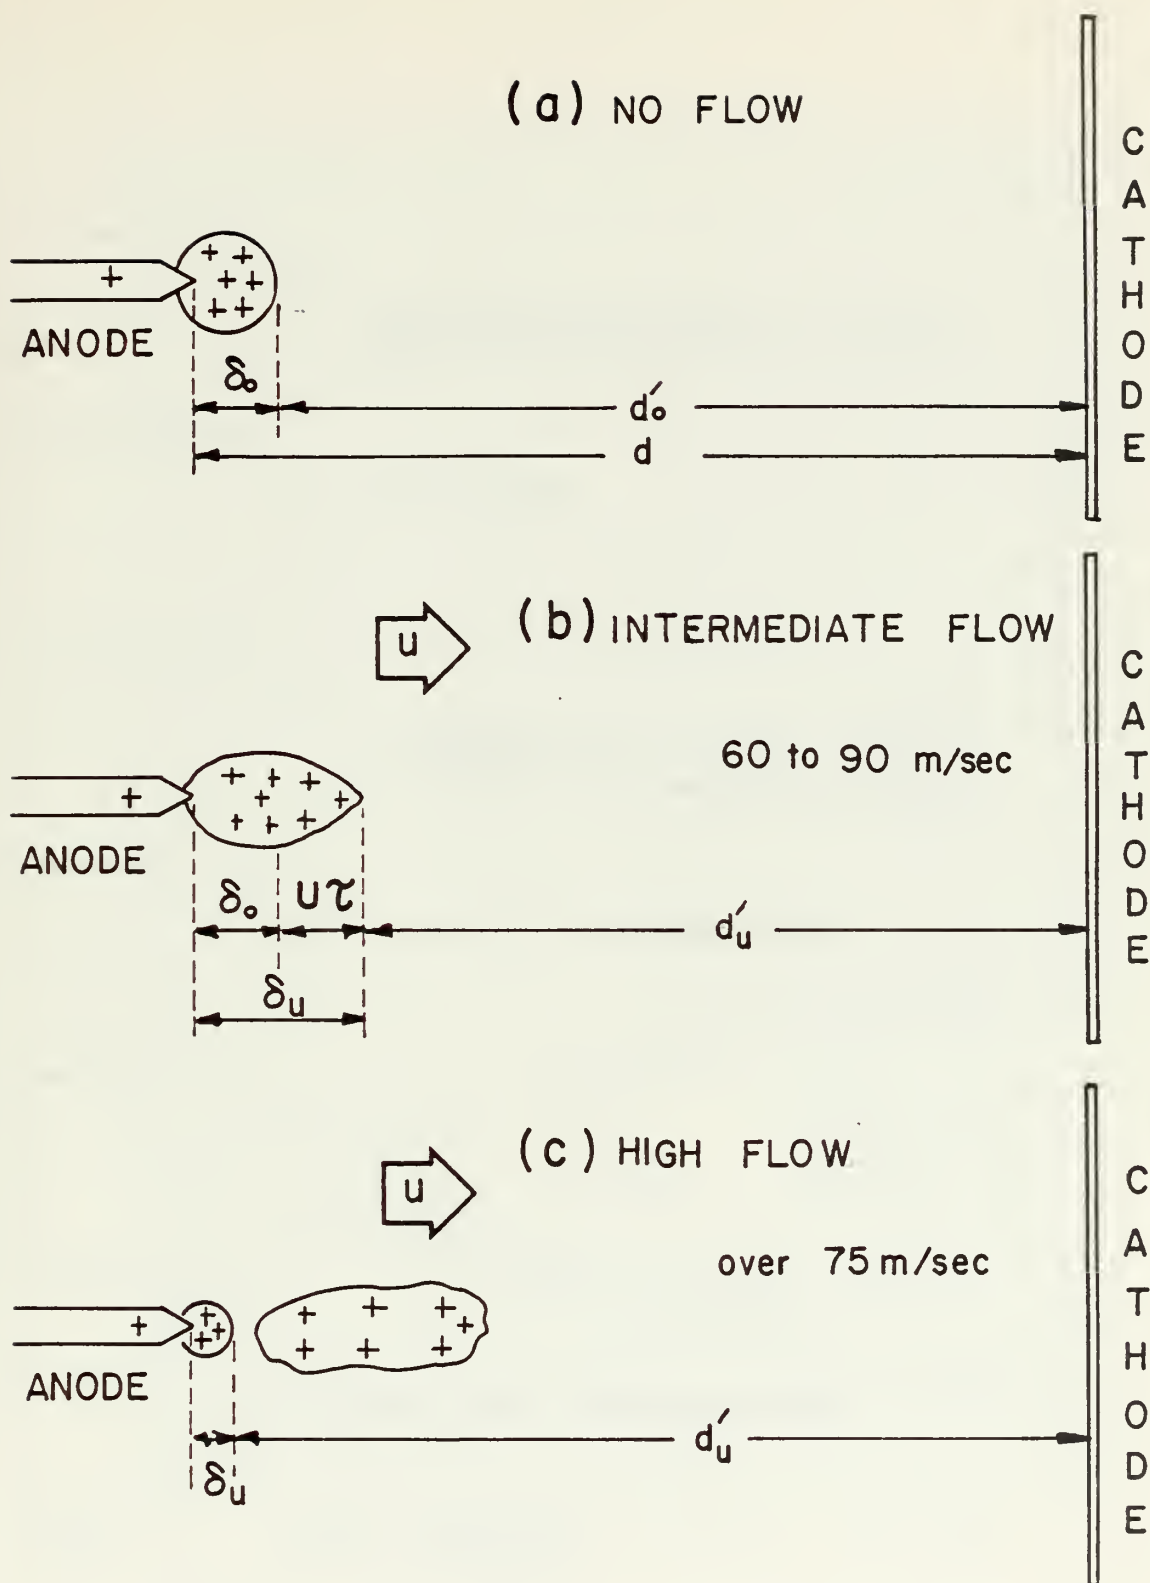 (a) NO FLOW
+
+ +
+ +
+ +
ANODE
δ₀
d₀′
d
CATHODE
u
(b) INTERMEDIATE FLOW
60 to 90 m/sec
+
+ + +
+ +
+ + +
ANODE
δ₀ Uτ
d′u
δu
CATHODE
u
(c) HIGH FLOW
over 75 m/sec
+
+ + +
+ + + +
+ + +
ANODE
d′u
δu
CATHODE